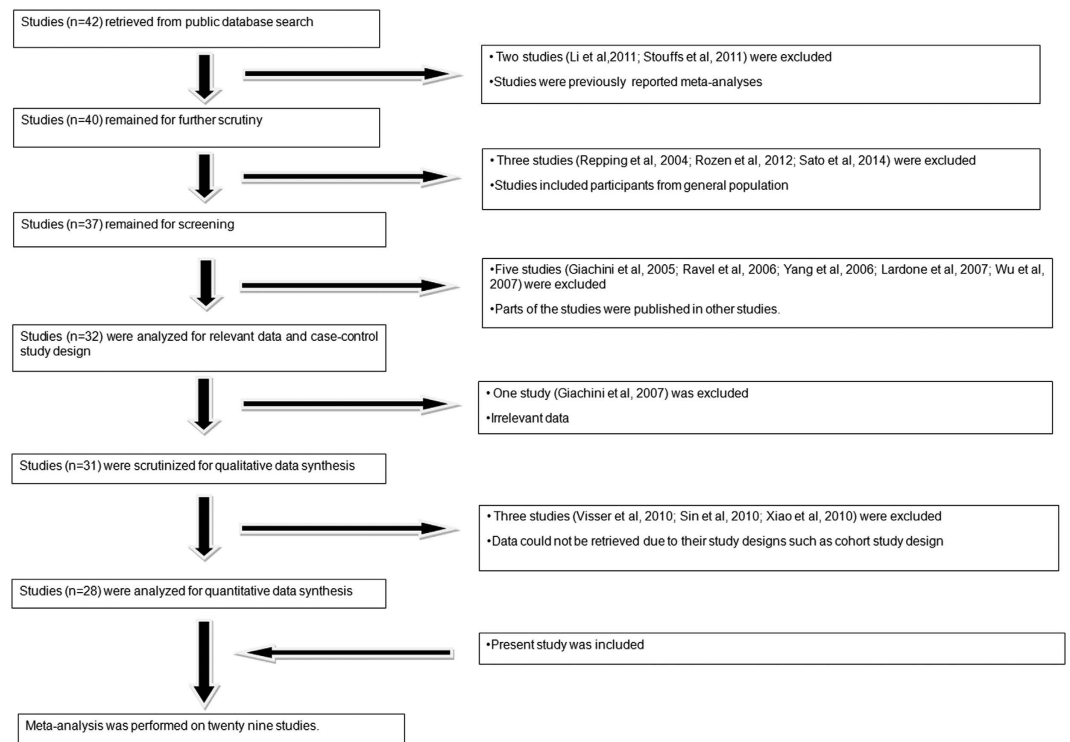 Studies (n=42) retrieved from public database search
• Two studies (Li et al,2011; Stouffs et al, 2011) were excluded
•Studies were previously reported meta-analyses
Studies (n=40) remained for further scrutiny
• Three studies (Repping et al, 2004; Rozen et al, 2012; Sato et al, 2014) were excluded
•Studies included participants from general population
Studies (n=37) remained for screening
•Five studies (Giachini et al, 2005; Ravel et al, 2006; Yang et al, 2006; Lardone et al, 2007; Wu et al,
2007) were excluded
•Parts of the studies were published in other studies.
Studies (n=32) were analyzed for relevant data and case-control
study design
• One study (Giachini et al, 2007) was excluded
•Irrelevant data
Studies (n=31) were scrutinized for qualitative data synthesis
• Three studies (Visser et al, 2010; Sin et al, 2010; Xiao et al, 2010) were excluded
•Data could not be retrieved due to their study designs such as cohort study design
Studies (n=28) were analyzed for quantitative data synthesis
•Present study was included
Meta-analysis was performed on twenty nine studies.